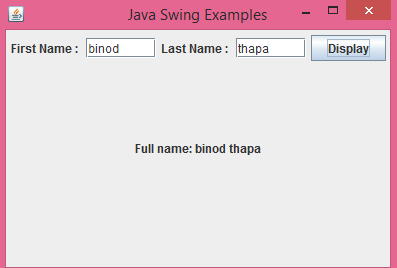 Java Swing Examples
First Name : binod Last Name : thapa Display
Full name: binod thapa